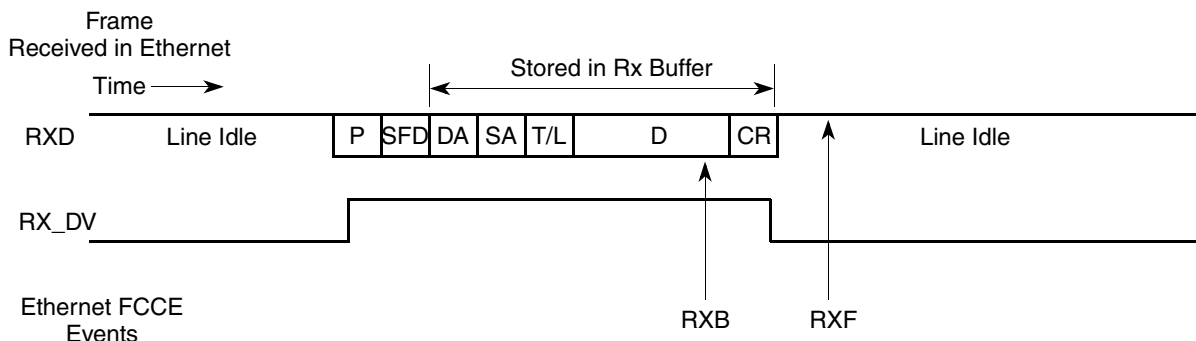 Frame
Received in Ethernet
Stored in Rx Buffer
Time
RXD Line Idle P SFD DA SA T/L D CR Line Idle
RX_DV
Ethernet FCCE
Events
RXB RXF